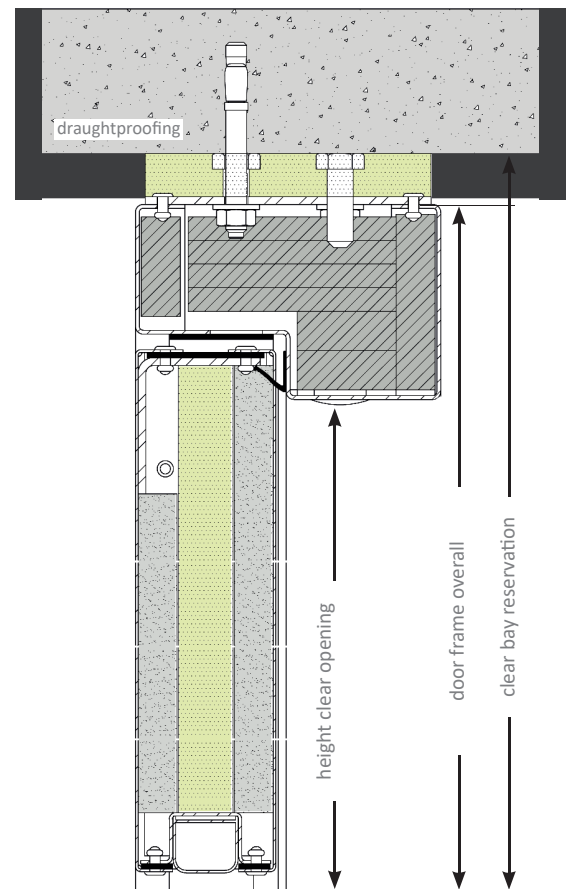 draughtproofing
height clear opening
door frame overall
clear bay reservation